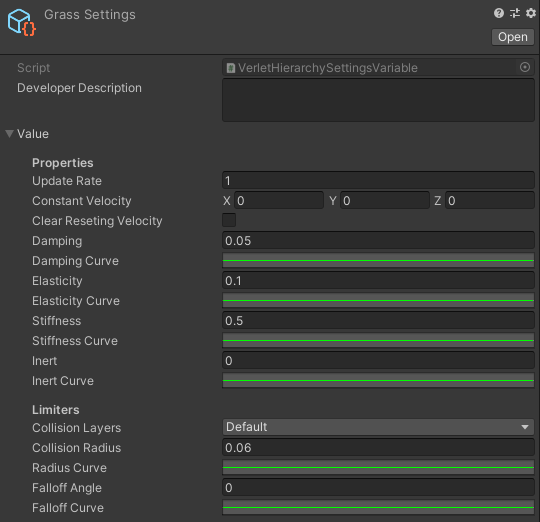 Grass Settings
Open
Script VerletHierarchySettingsVariable
Developer Description
Value
Properties
Update Rate 1
Constant Velocity X 0 Y 0 Z 0
Clear Reseting Velocity
Damping 0.05
Damping Curve
Elasticity 0.1
Elasticity Curve
Stiffness 0.5
Stiffness Curve
Inert 0
Inert Curve
Limiters
Collision Layers Default
Collision Radius 0.06
Radius Curve
Falloff Angle 0
Falloff Curve